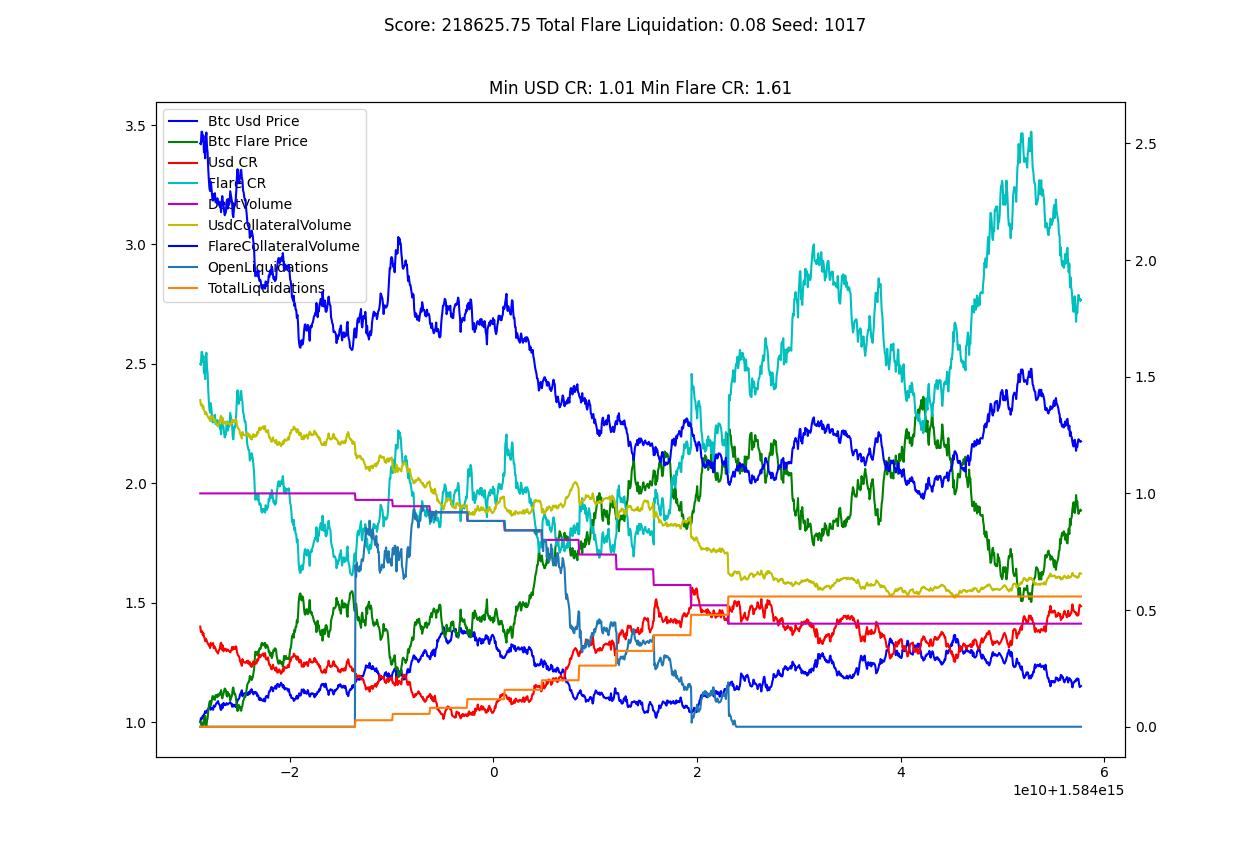 Score: 218625.75 Total Flare Liquidation: 0.08 Seed: 1017
Min USD CR: 1.01 Min Flare CR: 1.61
Btc Usd Price
Btc Flare Price
Usd CR
Flare CR
DebtVolume
UsdCollateralVolume
FlareCollateralVolume
OpenLiquidations
TotalLiquidations
3.5
3.0
2.5
2.0
1.5
1.0
2.5
2.0
1.5
1.0
0.5
0.0
−2
0
2
4
6
1e10+1.584e15